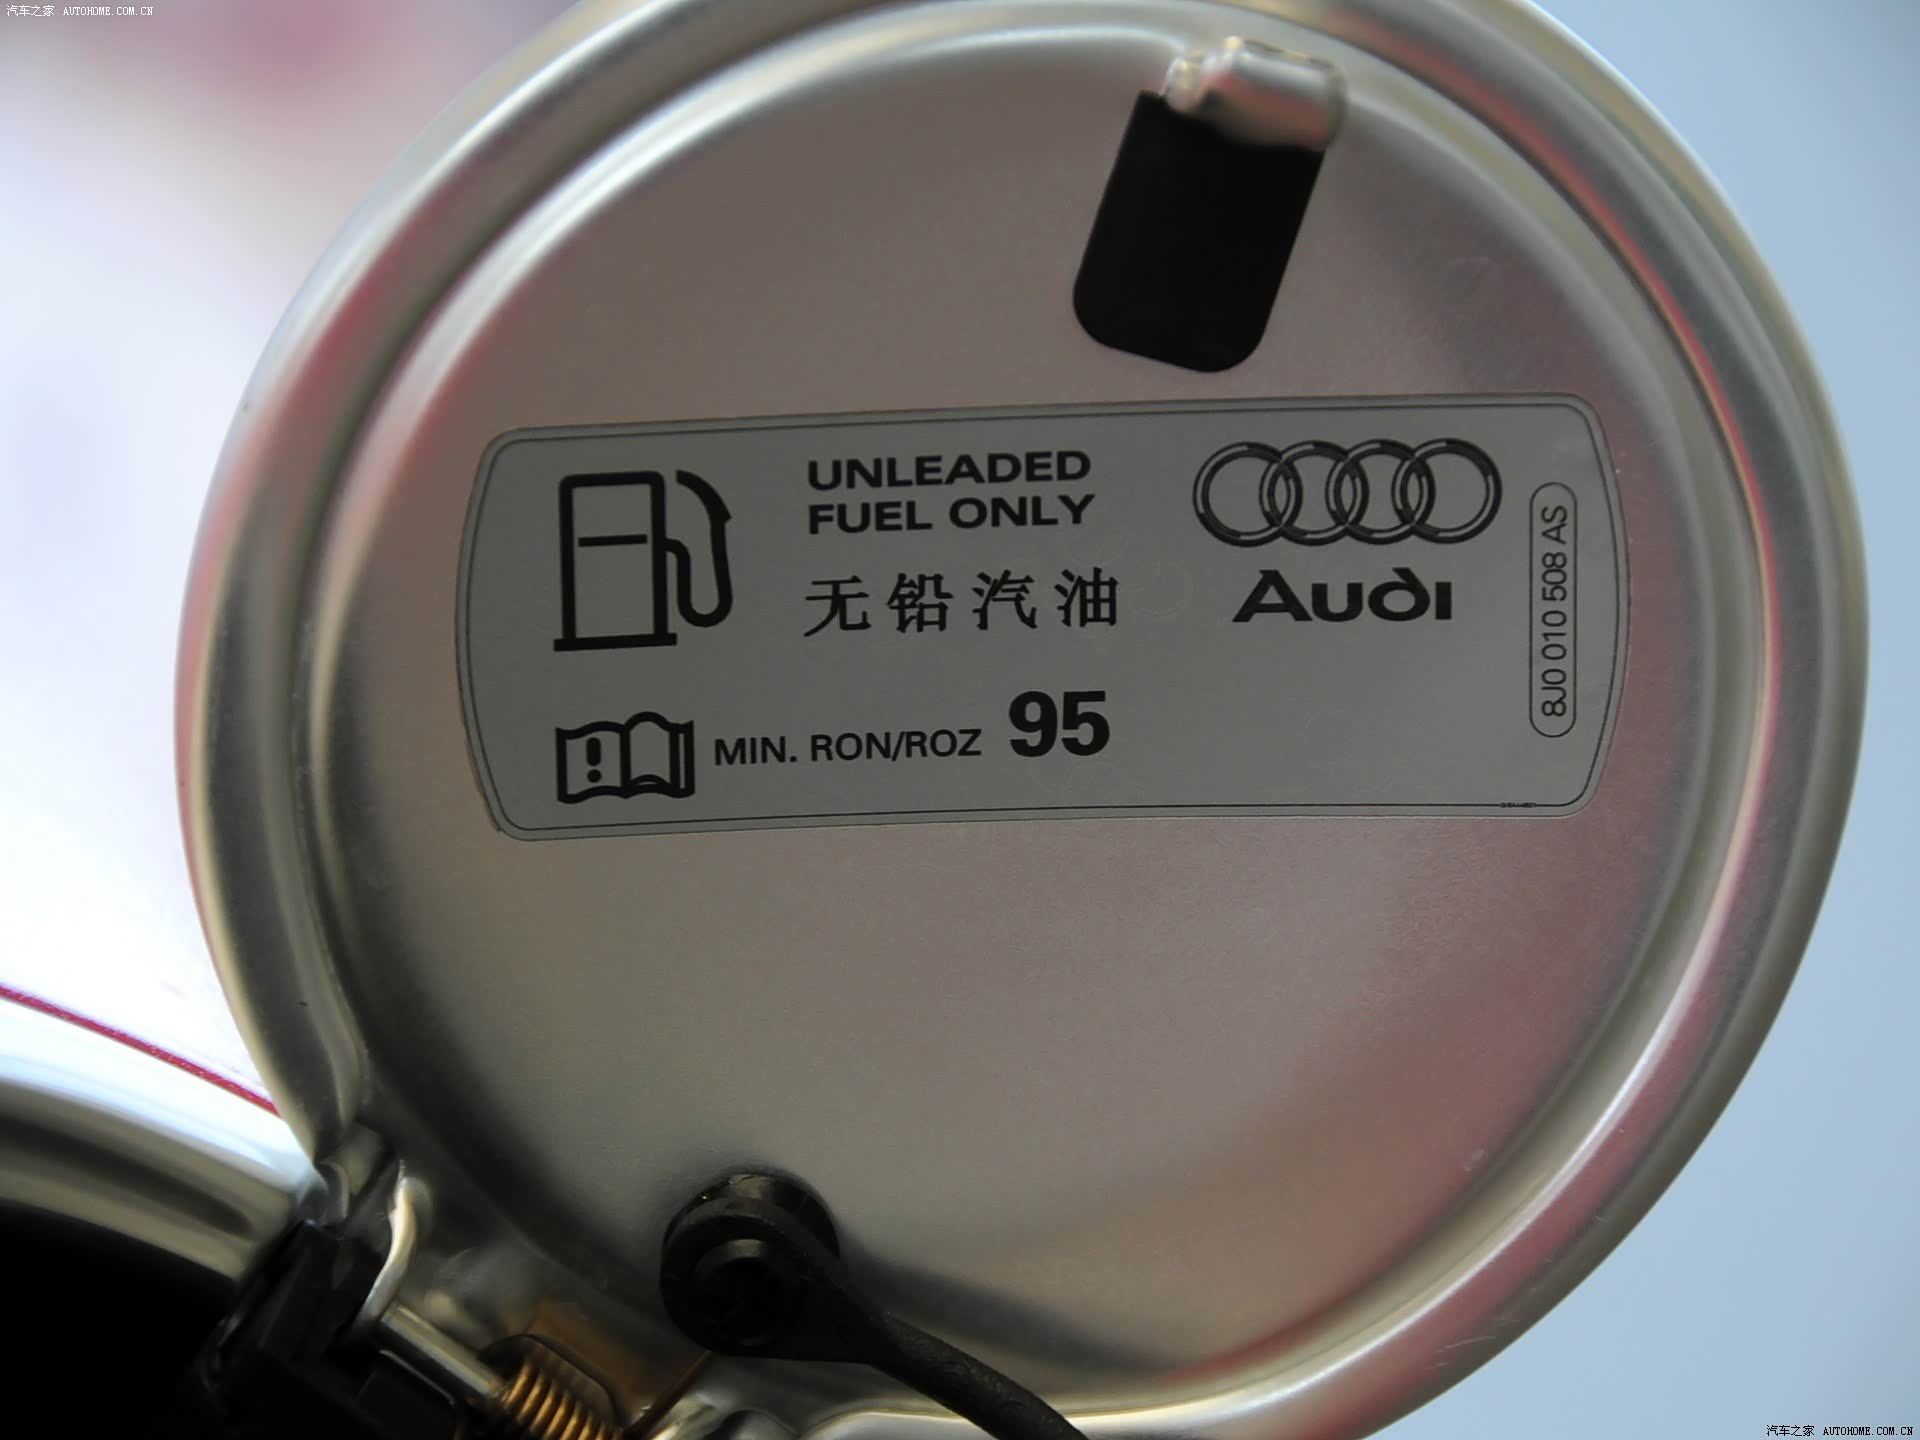 汽车之家 AUTOHOME.COM.CN
UNLEADED
FUEL ONLY
无铅汽油
Audi
8J0 010 508 AS
MIN. RON/ROZ 95
汽车之家 AUTOHOME.COM.CN